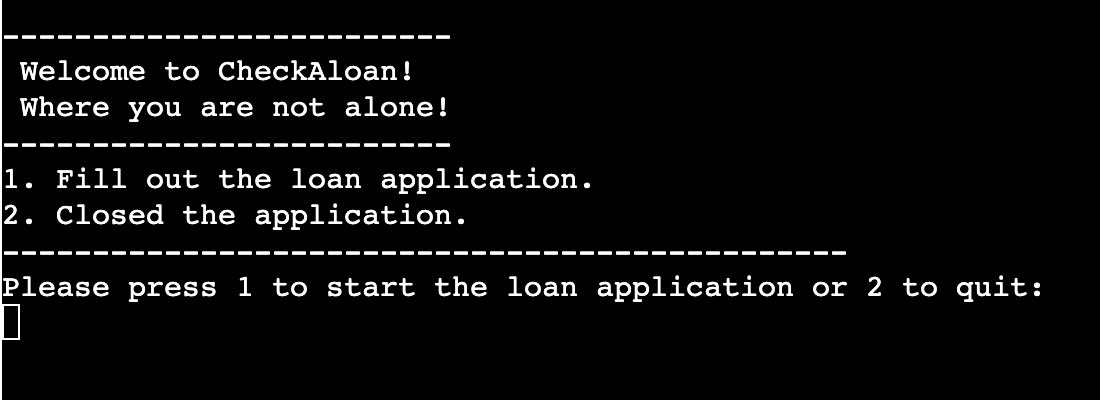 -------------------------
 Welcome to CheckAloan!
 Where you are not alone!
-------------------------
1. Fill out the loan application.
2. Closed the application.
-----------------------------------------------
Please press 1 to start the loan application or 2 to quit: